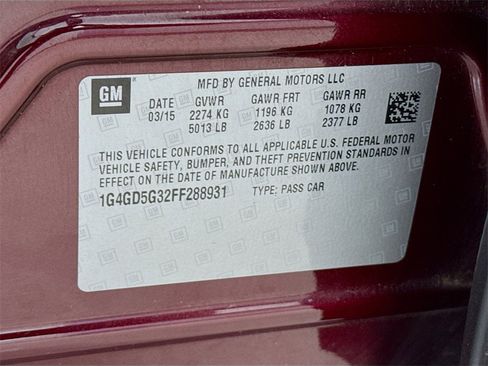 GM
MFD BY GENERAL MOTORS LLC
DATE GVWR GAWR FRT GAWR RR
03/15 2274 KG 1196 KG 1078 KG
5013 LB 2636 LB 2377 LB
THIS VEHICLE CONFORMS TO ALL APPLICABLE U.S. FEDERAL MOTOR
VEHICLE SAFETY, BUMPER, AND THEFT PREVENTION STANDARDS IN
EFFECT ON THE DATE OF MANUFACTURE SHOWN ABOVE.
1G4GD5G32FF288931 TYPE: PASS CAR